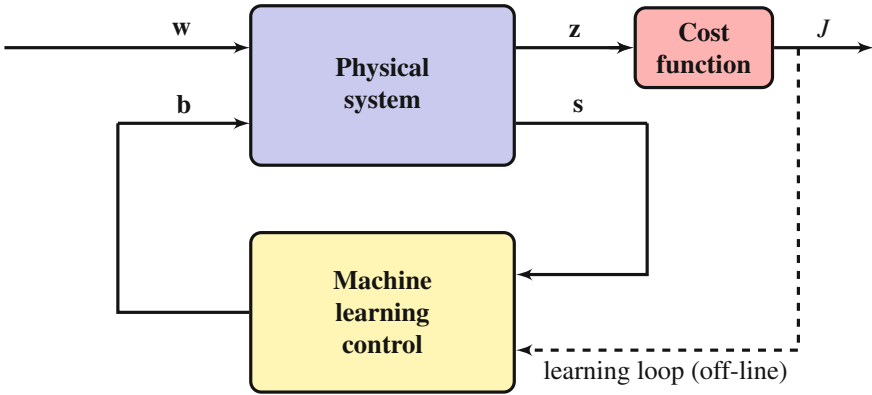 w
z
Cost
function
J
Physical
system
b
s
Machine
learning
control
learning loop (off-line)